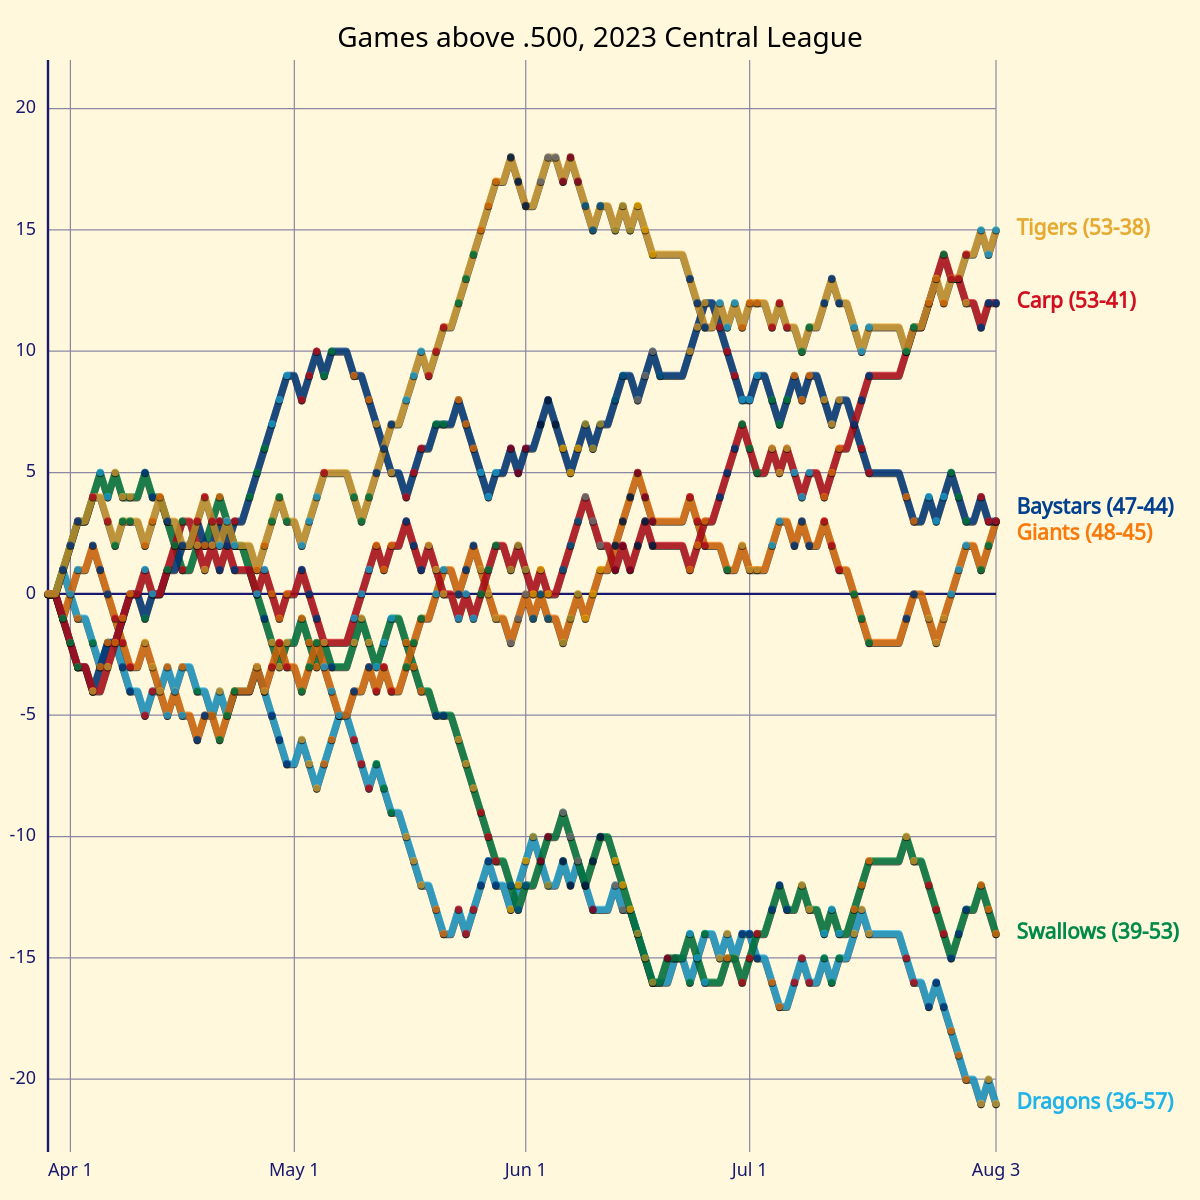 Games above .500, 2023 Central League
20
15
10
5
0
-5
-10
-15
-20
Tigers (53-38)
Carp (53-41)
Baystars (47-44)
Giants (48-45)
Swallows (39-53)
Dragons (36-57)
Apr 1
May 1
Jun 1
Jul 1
Aug 3